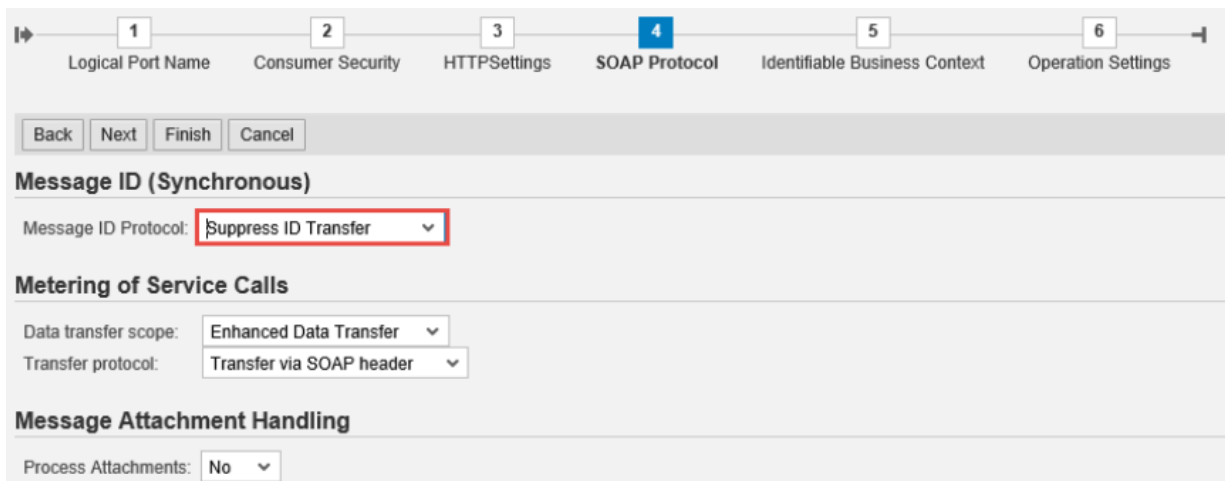 1 2 3 4 5 6
Logical Port Name Consumer Security HTTPSettings SOAP Protocol Identifiable Business Context Operation Settings
Back Next Finish Cancel
Message ID (Synchronous)
Message ID Protocol: Suppress ID Transfer
Metering of Service Calls
Data transfer scope: Enhanced Data Transfer
Transfer protocol: Transfer via SOAP header
Message Attachment Handling
Process Attachments: No